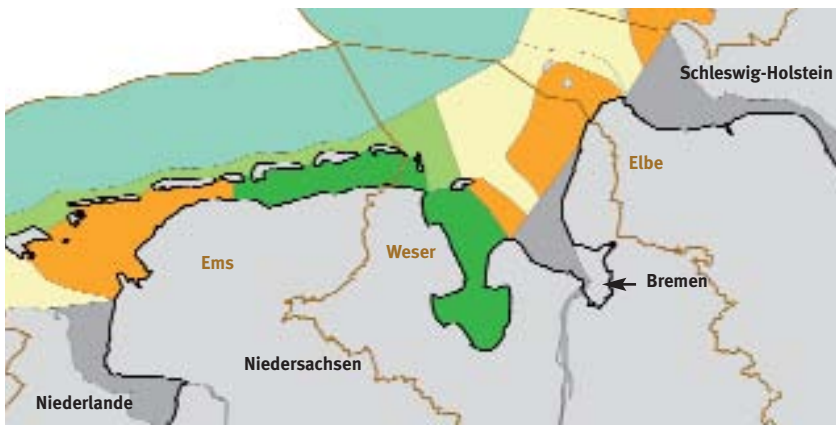 Schleswig-Holstein
Elbe
Ems
Weser
Bremen
Niedersachsen
Niederlande